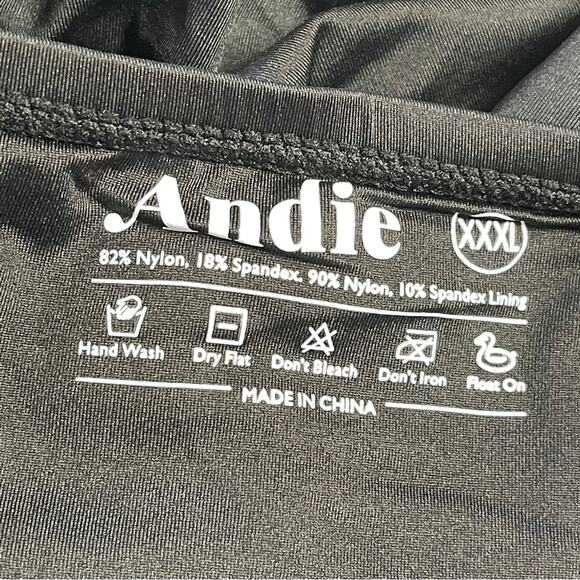 Andie XXXL
82% Nylon, 18% Spandex. 90% Nylon, 10% Spandex Lining
Hand Wash Dry Flat Don't Bleach Don't Iron Float On
MADE IN CHINA